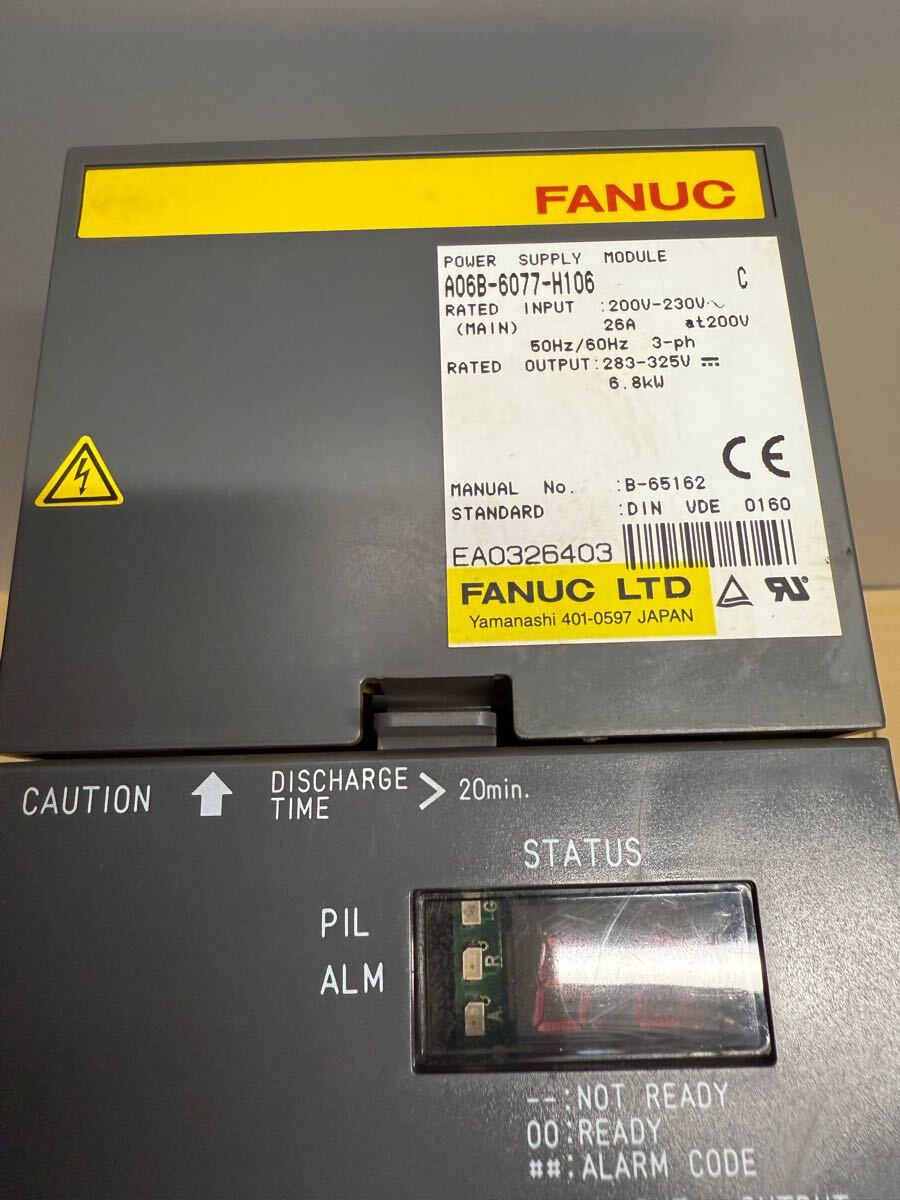 FANUC
POWER SUPPLY MODULE
A06B-6077-H106 C
RATED INPUT :200V-230V∿
(MAIN) 26A at200V
50Hz/60Hz 3-ph
RATED OUTPUT:283-325V ⎓
6.8kW
CE
MANUAL No. :B-65162
STANDARD :DIN VDE 0160
EA0326403
FANUC LTD
Yamanashi 401-0597 JAPAN
CAUTION ⬆ DISCHARGE TIME > 20min.
STATUS
PIL
ALM
G
R
A
--:NOT READY
00:READY
##:ALARM CODE